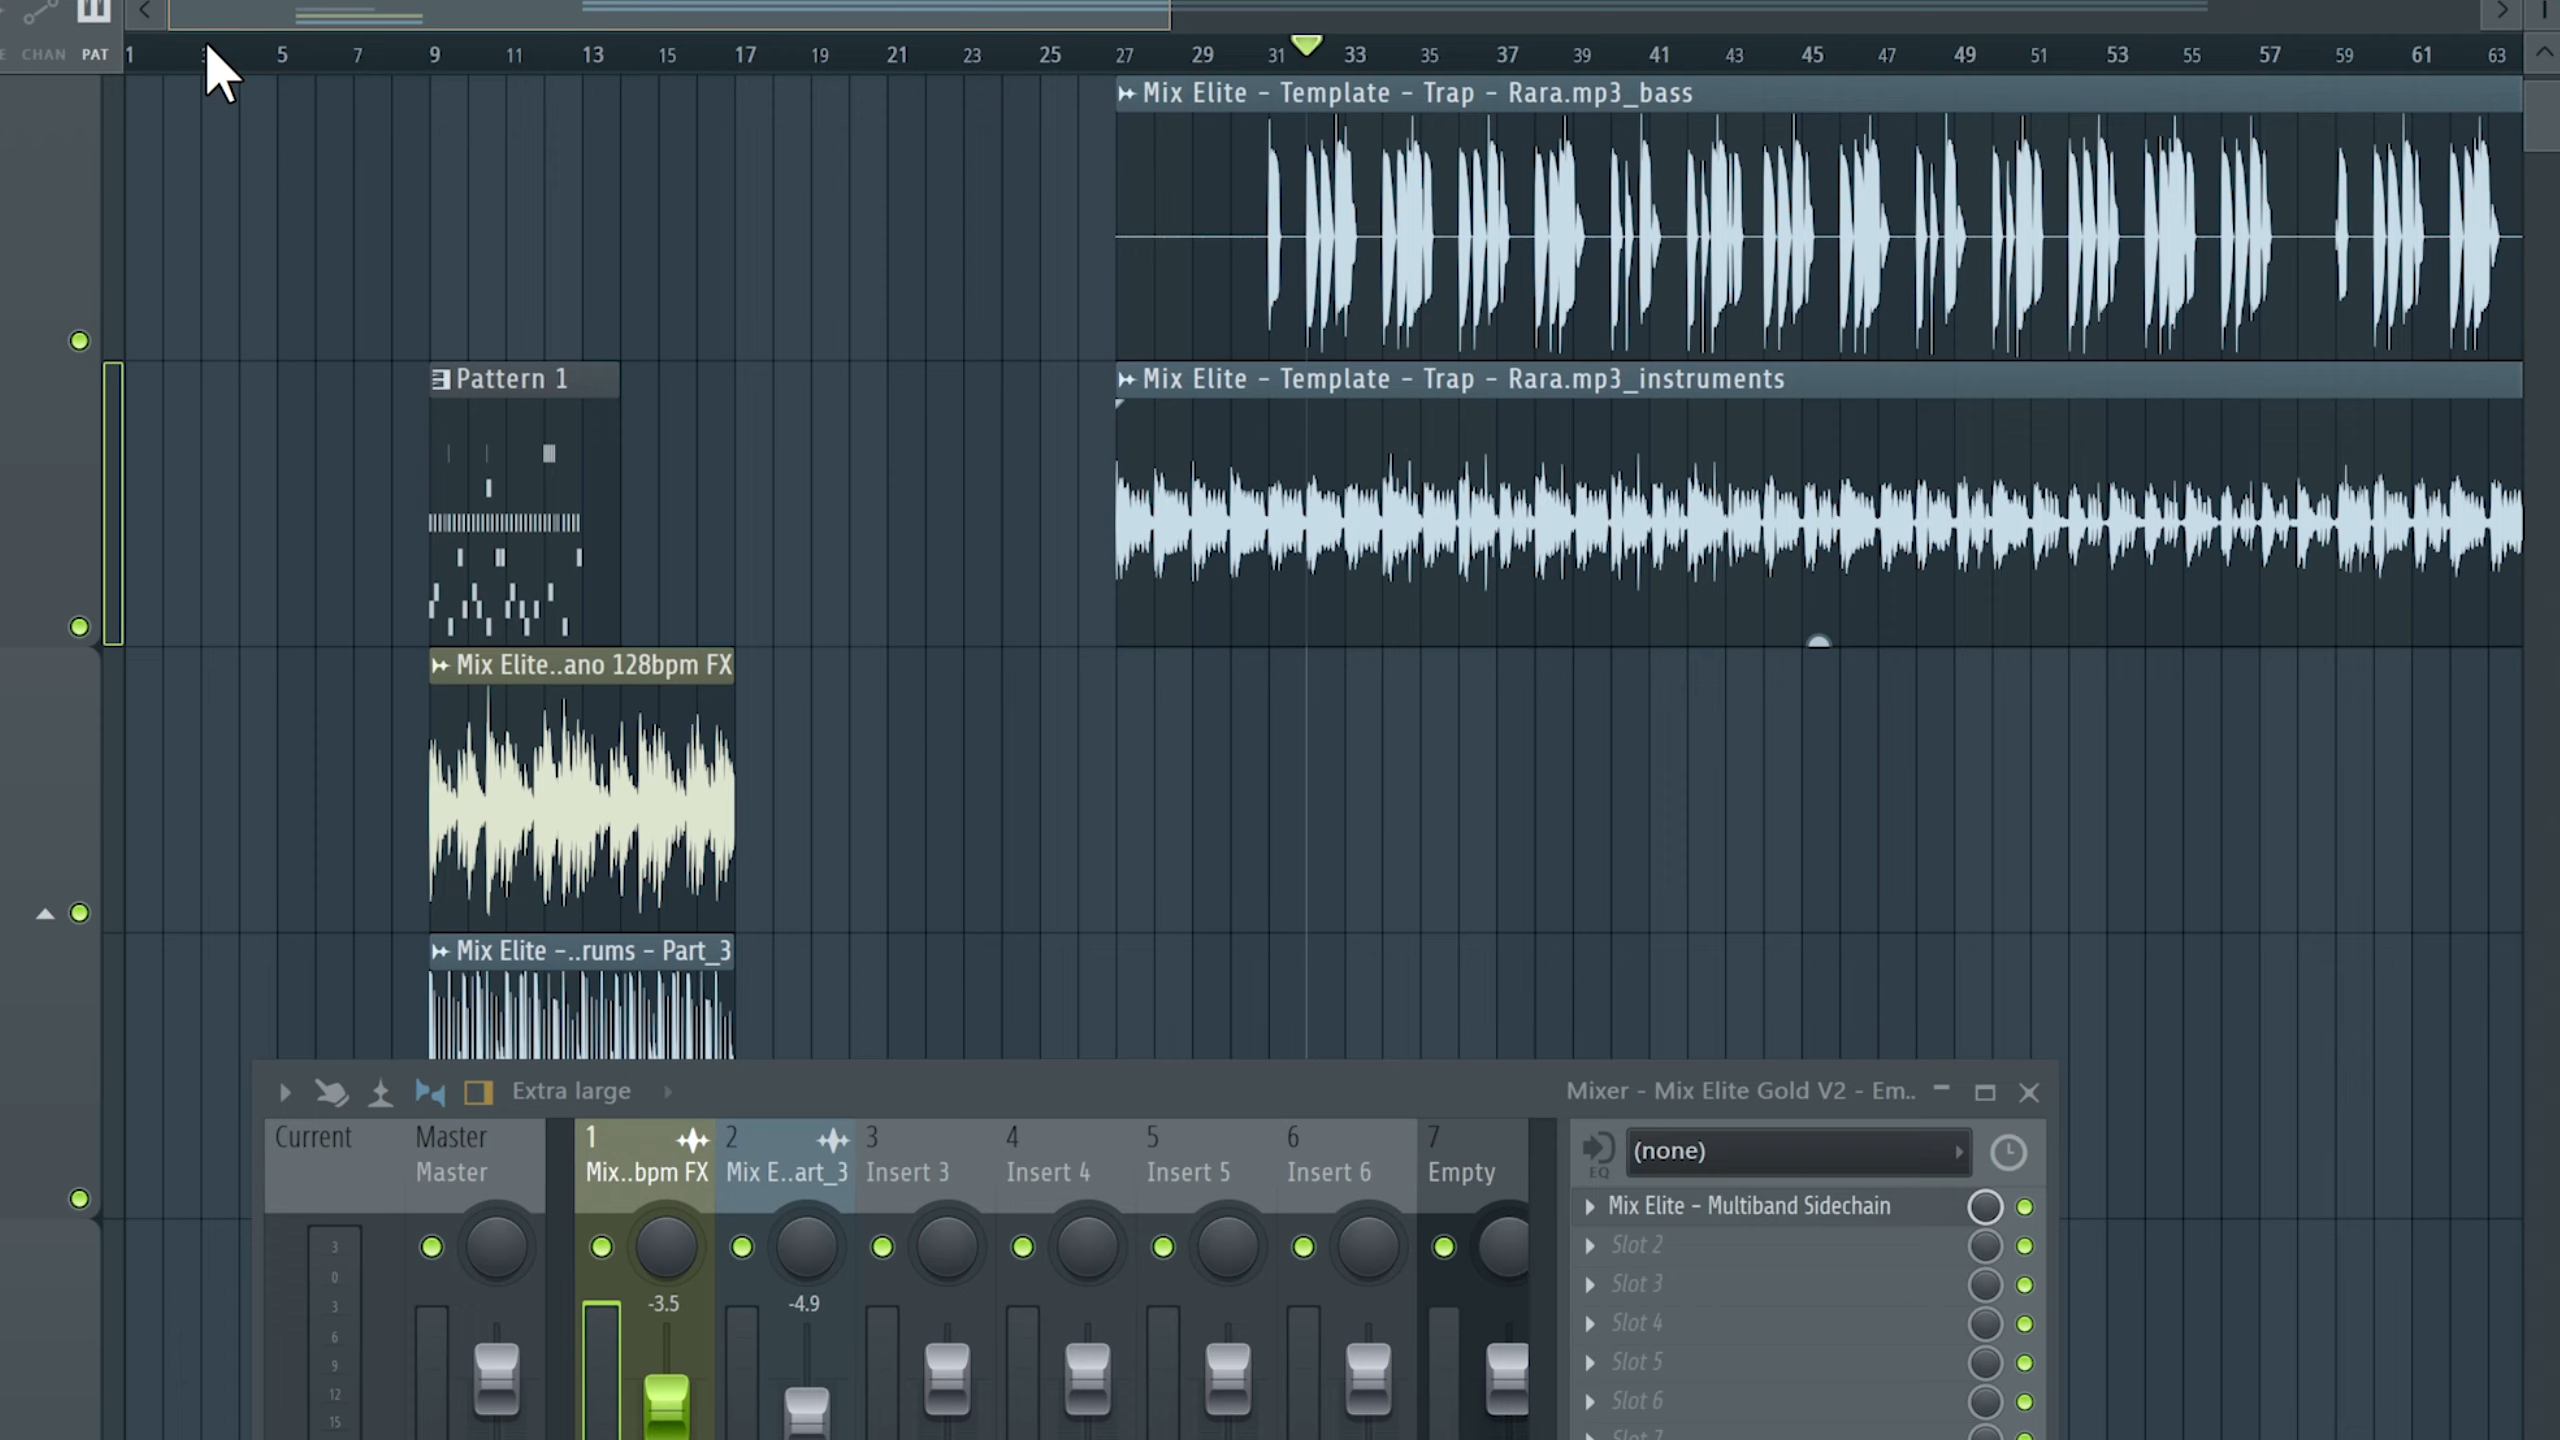 CHAN PAT 1 5 7 9 11 13 15 17 19 21 23 25 27 29 31 33 35 37 39 41 43 45 47 49 51 53 55 57 59 61 63
Mix Elite - Template - Trap - Rara.mp3_bass
Pattern 1
Mix Elite - Template - Trap - Rara.mp3_instruments
Mix Elite..ano 128bpm FX
Mix Elite -..rums - Part_3
Extra large
Mixer - Mix Elite Gold V2 - Em..
Current Master 1 2 3 4 5 6 7
Master Mix..bpm FX Mix E..art_3 Insert 3 Insert 4 Insert 5 Insert 6 Empty
EQ (none)
Mix Elite - Multiband Sidechain
Slot 2
Slot 3
Slot 4
Slot 5
Slot 6
Slot 7
-3.5 -4.9
3
0
3
6
9
12
15